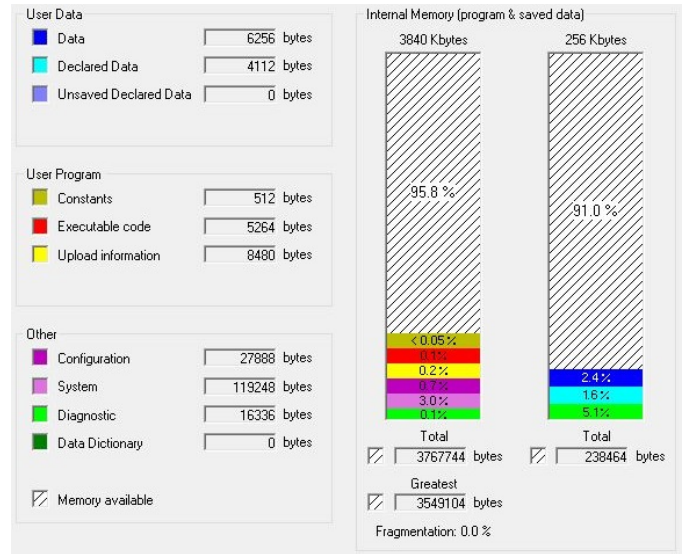 User Data
Data 6256 bytes
Declared Data 4112 bytes
Unsaved Declared Data 0 bytes
User Program
Constants 512 bytes
Executable code 5264 bytes
Upload information 8480 bytes
Other
Configuration 27888 bytes
System 119248 bytes
Diagnostic 16336 bytes
Data Dictionary 0 bytes
Memory available
Internal Memory (program & saved data)
3840 Kbytes 256 Kbytes
95.8 %
91.0 %
< 0.05%
0.1%
0.2%
0.7%
3.0%
0.1%
2.4%
1.6%
5.1%
Total Total
3767744 bytes 238464 bytes
Greatest
3549104 bytes
Fragmentation: 0.0 %